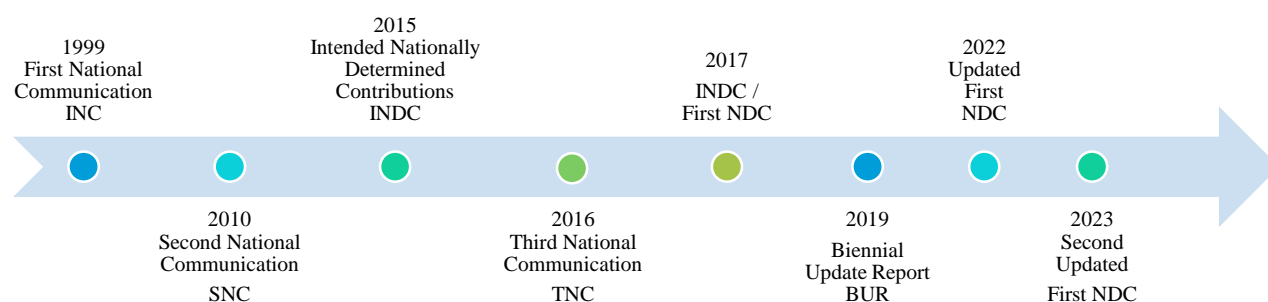 1999
First National
Communication
INC
2015
Intended Nationally
Determined
Contributions
INDC
2017
INDC /
First NDC
2022
Updated
First
NDC
2010
Second National
Communication
SNC
2016
Third National
Communication
TNC
2019
Biennial
Update Report
BUR
2023
Second
Updated
First NDC